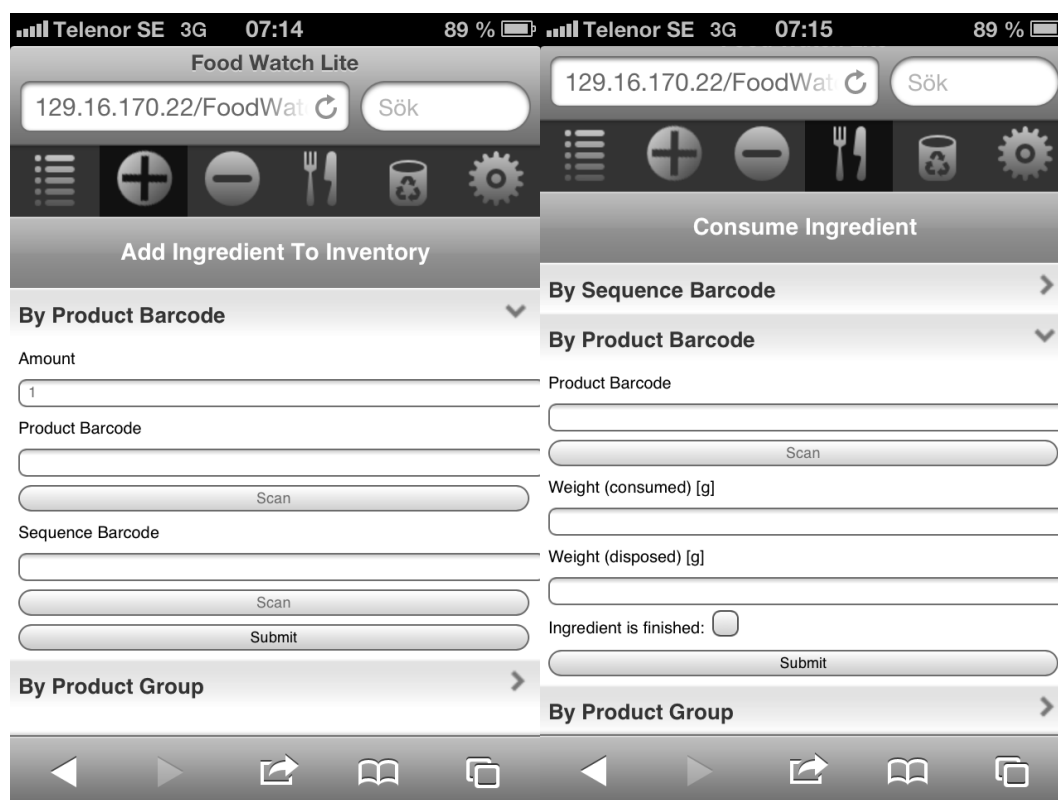 Telenor SE 3G 07:14 89 %
Food Watch Lite
129.16.170.22/FoodWat Sök
Add Ingredient To Inventory
By Product Barcode
Amount
1
Product Barcode
Scan
Sequence Barcode
Scan
Submit
By Product Group
Telenor SE 3G 07:15 89 %
129.16.170.22/FoodWat Sök
Consume Ingredient
By Sequence Barcode
By Product Barcode
Product Barcode
Scan
Weight (consumed) [g]
Weight (disposed) [g]
Ingredient is finished:
Submit
By Product Group